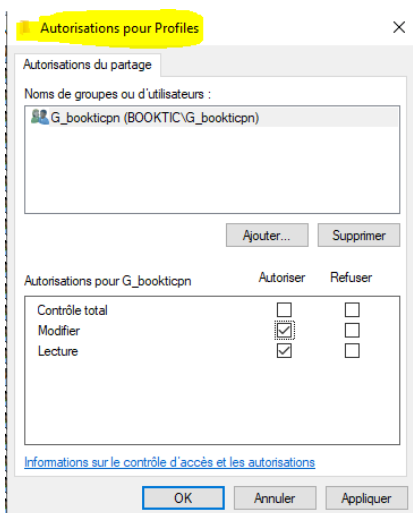 Autorisations pour Profiles
Autorisations du partage
Noms de groupes ou d'utilisateurs :
G_bookticpn (BOOKTIC\G_bookticpn)
Ajouter...
Supprimer
Autorisations pour G_bookticpn
Autoriser
Refuser
Contrôle total
Modifier
Lecture
Informations sur le contrôle d'accès et les autorisations
OK
Annuler
Appliquer